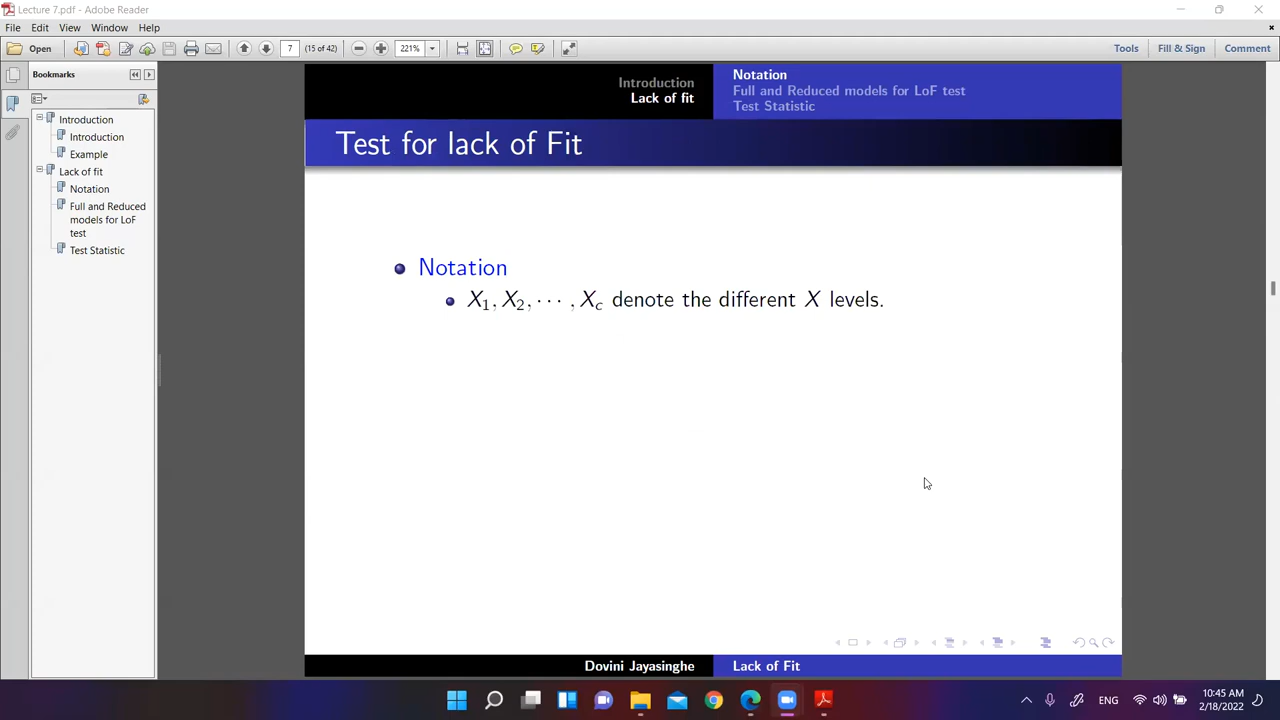 Lecture 7.pdf - Adobe Reader
File Edit View Window Help
Open 7 (15 of 42) 221% Tools Fill & Sign Comment
Bookmarks
Introduction
Introduction
Example
Lack of fit
Notation
Full and Reduced
models for LoF
test
Test Statistic
Introduction
Lack of fit
Notation
Full and Reduced models for LoF test
Test Statistic
Test for lack of Fit
Notation
X₁, X₂, ··· , X_c denote the different X levels.
Dovini Jayasinghe Lack of Fit
ENG
10:45 AM
2/18/2022